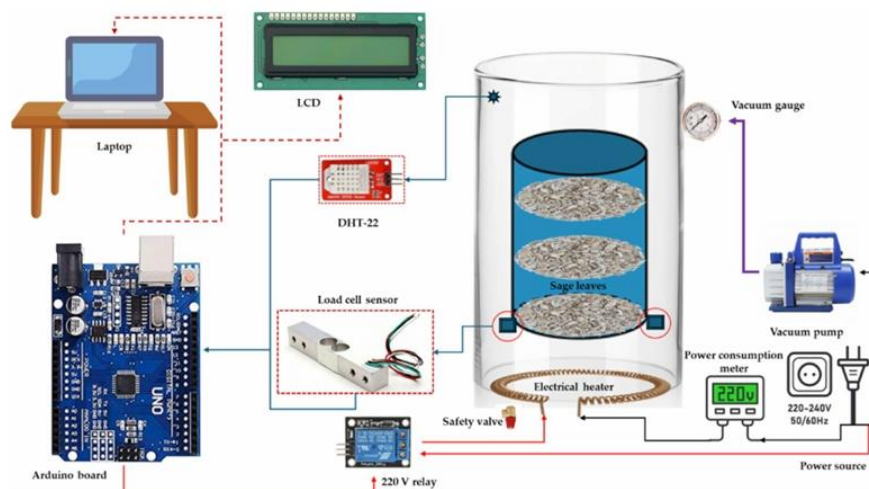 LCD
Laptop
Vacuum gauge
DHT-22
Sage leaves
Load cell sensor
Vacuum pump
Power consumption
meter
220v
220-240V
50/60Hz
Electrical heater
Safety valve
UNO
Arduino board
220 V relay
Power source